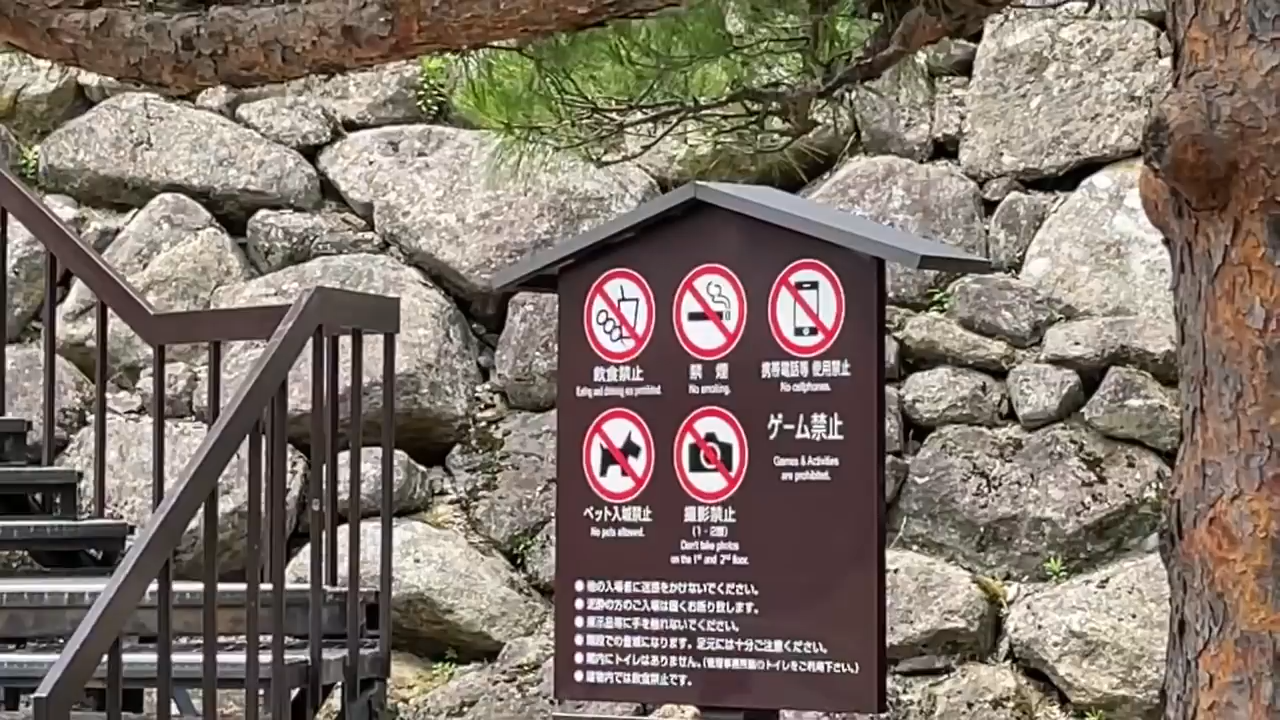 飲食禁止
Eating and drinking are prohibited.
禁 煙
No smoking.
携帯電話等 使用禁止
No cellphones.
ペット入城禁止
No pets allowed.
撮影禁止
(1・2階)
Don't take photos
on the 1st and 2nd floor.
ゲーム禁止
Games & Activities
are prohibited.
●他の入場者に迷惑をかけないでください。
●泥酔の方のご入場は固くお断り致します。
●展示品等に手を触れないでください。
●階段での登城になります。足元には十分ご注意ください。
●館内にトイレはありません。(管理事務所脇のトイレをご利用下さい。)
●建物内では飲食禁止です。